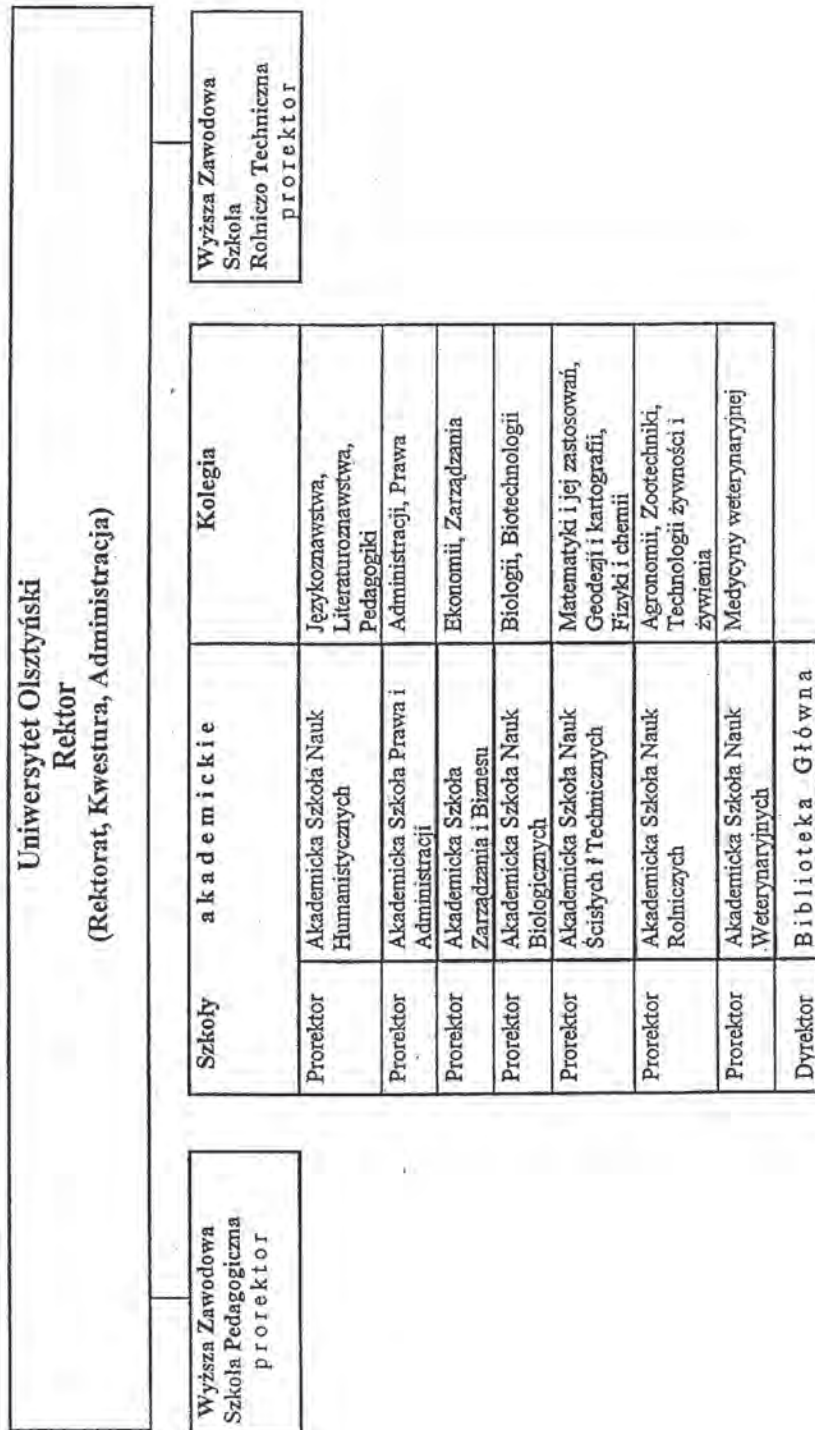 Uniwersytet Olsztyński
Rektor
(Rektorat, Kwestura, Administracja)
Wyższa Zawodowa
Szkoła Pedagogiczna
prorektor
Szkoły akademickie Kolegia
Prorektor Akademicka Szkoła Nauk Językoznawstwa,
Humanistycznych Literaturoznawstwa,
Pedagogiki
Prorektor Akademicka Szkoła Prawa i Administracji, Prawa
Administracji
Prorektor Akademicka Szkoła Ekonomii, Zarządzania
Zarządzania i Biznesu
Prorektor Akademicka Szkoła Nauk Biologii, Biotechnologii
Biologicznych
Prorektor Akademicka Szkoła Nauk Matematyki i jej zastosowań,
Ścisłych i Technicznych Geodezji i kartografii,
Fizyki i chemii
Prorektor Akademicka Szkoła Nauk Agronomii, Zootechniki,
Rolniczych Technologii żywności i
żywienia
Prorektor Akademicka Szkoła Nauk Medycyny weterynaryjnej
Weterynaryjnych
Dyrektor Biblioteka Główna
Wyższa Zawodowa
Szkoła
Rolniczo Techniczna
prorektor